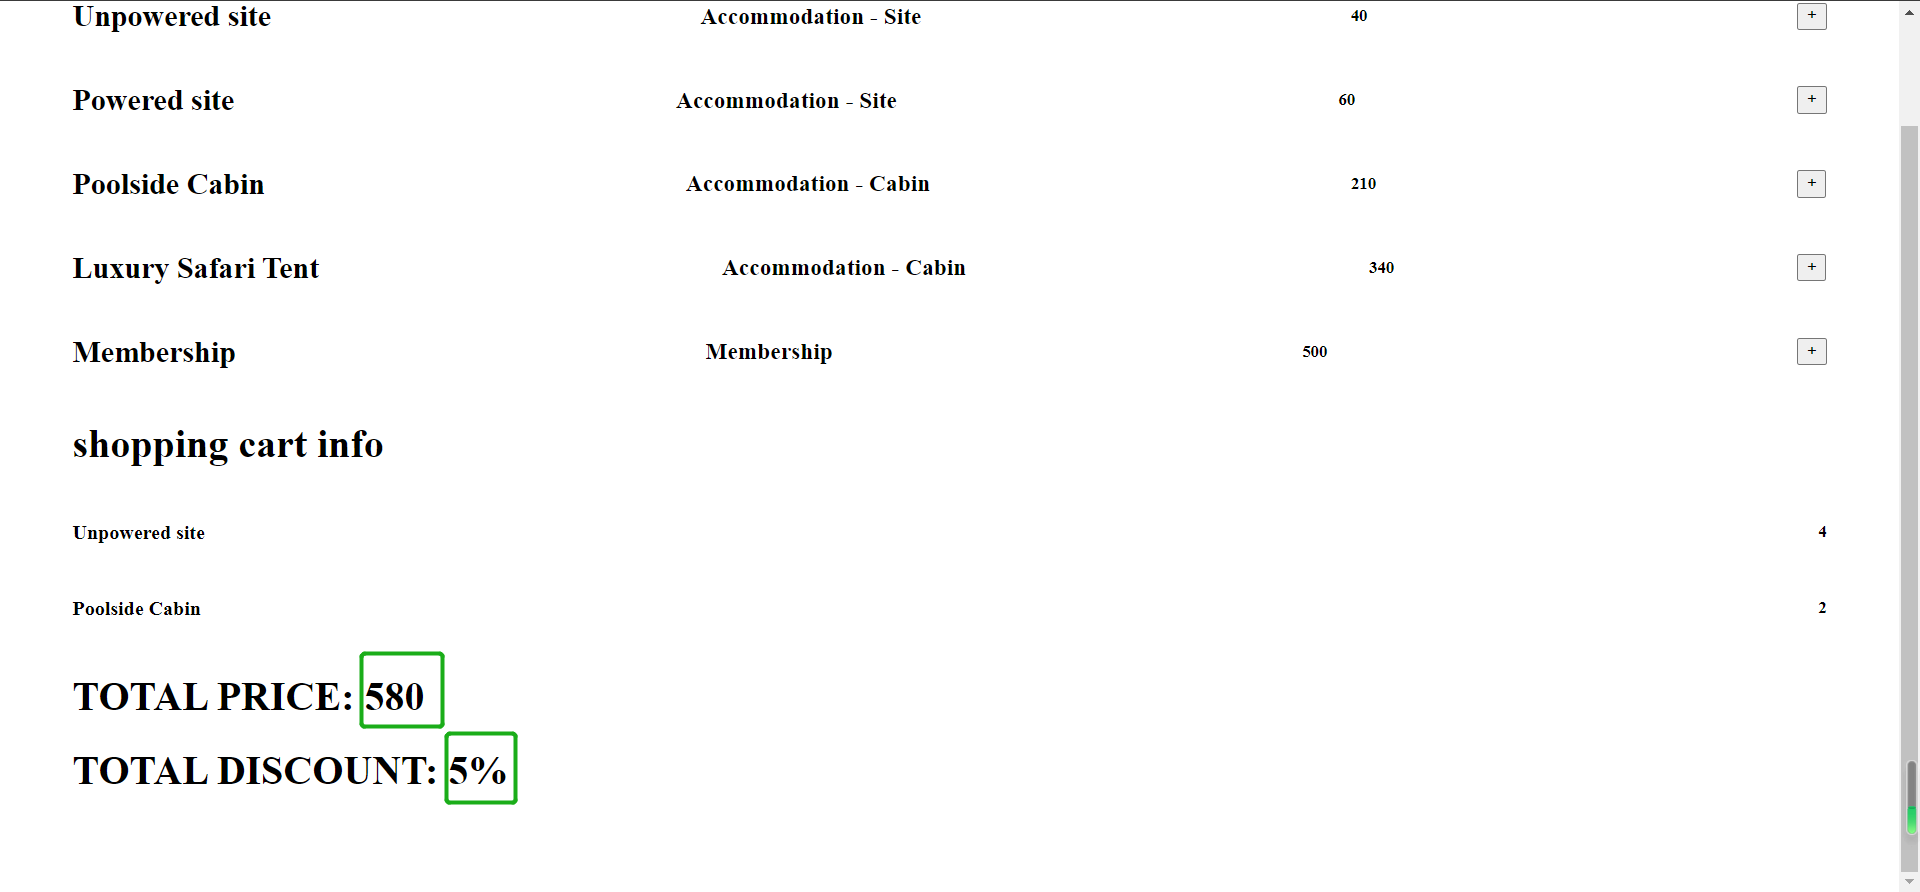 Unpowered site Accommodation - Site 40 +
Powered site Accommodation - Site 60 +
Poolside Cabin Accommodation - Cabin 210 +
Luxury Safari Tent Accommodation - Cabin 340 +
Membership Membership 500 +
shopping cart info
Unpowered site 4
Poolside Cabin 2
TOTAL PRICE: 580
TOTAL DISCOUNT: 5%